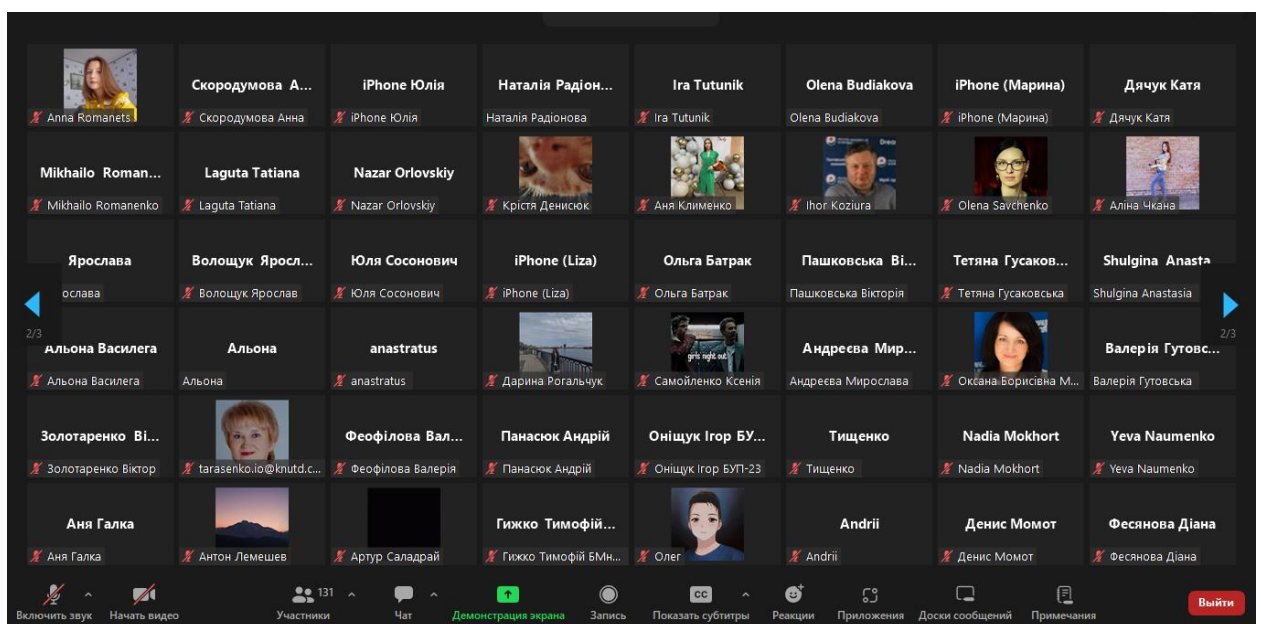 Скородумова А...
iPhone Юлія
Наталія Радіон...
Ira Tutunik
Olena Budiakova
iPhone (Марина)
Дячук Катя
Anna Romanets
Скородумова Анна
iPhone Юлія
Наталія Радіонова
Ira Tutunik
Olena Budiakova
iPhone (Марина)
Дячук Катя
Mikhailo Roman...
Laguta Tatiana
Nazar Orlovskiy
Mikhailo Romanenko
Laguta Tatiana
Nazar Orlovskiy
Крістя Денисюк
Аня Клименко
Ihor Koziura
Olena Savchenko
Аліна Чкана
Ярослава
Волощук Яросл...
Юля Сосонович
iPhone (Liza)
Ольга Батрак
Пашковська Ві...
Тетяна Гусаков...
Shulgina Anasta
ослава
Волощук Ярослав
Юля Сосонович
iPhone (Liza)
Ольга Батрак
Пашковська Вікторія
Тетяна Гусаковська
Shulgina Anastasia
2/3
2/3
Альона Василега
Альона
anastratus
girls night out
Андреєва Мир...
Валерія Гутовс...
Альона Василега
Альона
anastratus
Дарина Рогальчук
Самойленко Ксенія
Андреєва Мирослава
Оксана Борисівна М...
Валерія Гутовська
Золотаренко Ві...
Феофілова Вал...
Панасюк Андрій
Оніщук Ігор БУ...
Тищенко
Nadia Mokhort
Yeva Naumenko
Золотаренко Віктор
tarasenko.io@knutd.c...
Феофілова Валерія
Панасюк Андрій
Оніщук Ігор БУП-23
Тищенко
Nadia Mokhort
Yeva Naumenko
Аня Галка
Гижко Тимофій...
Andrii
Денис Момот
Фесянова Діана
Аня Галка
Антон Лемешев
Артур Саладрай
Гижко Тимофій БМн...
Олег
Andrii
Денис Момот
Фесянова Діана
131
CC
Включить звук
Начать видео
Участники
Чат
Демонстрация экрана
Запись
Показать субтитры
Реакции
Приложения
Доски сообщений
Примечания
Выйти